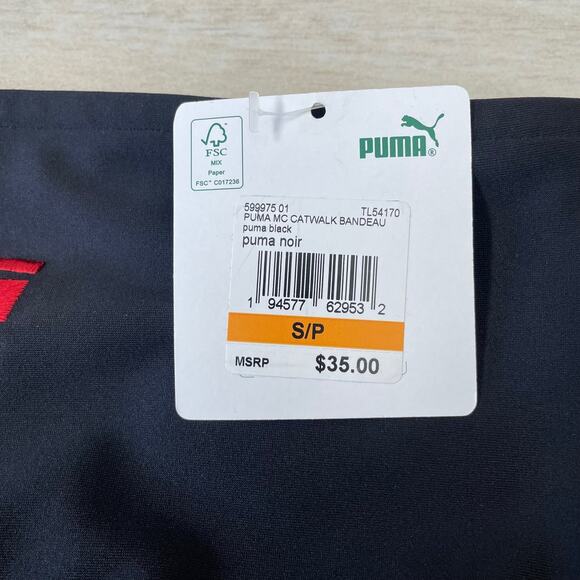 FSC
MIX
Paper
FSC™ C017236
PUMA®
599975 01 TL54170
PUMA MC CATWALK BANDEAU
puma black
puma noir
1 94577 62953 2
S/P
MSRP $35.00